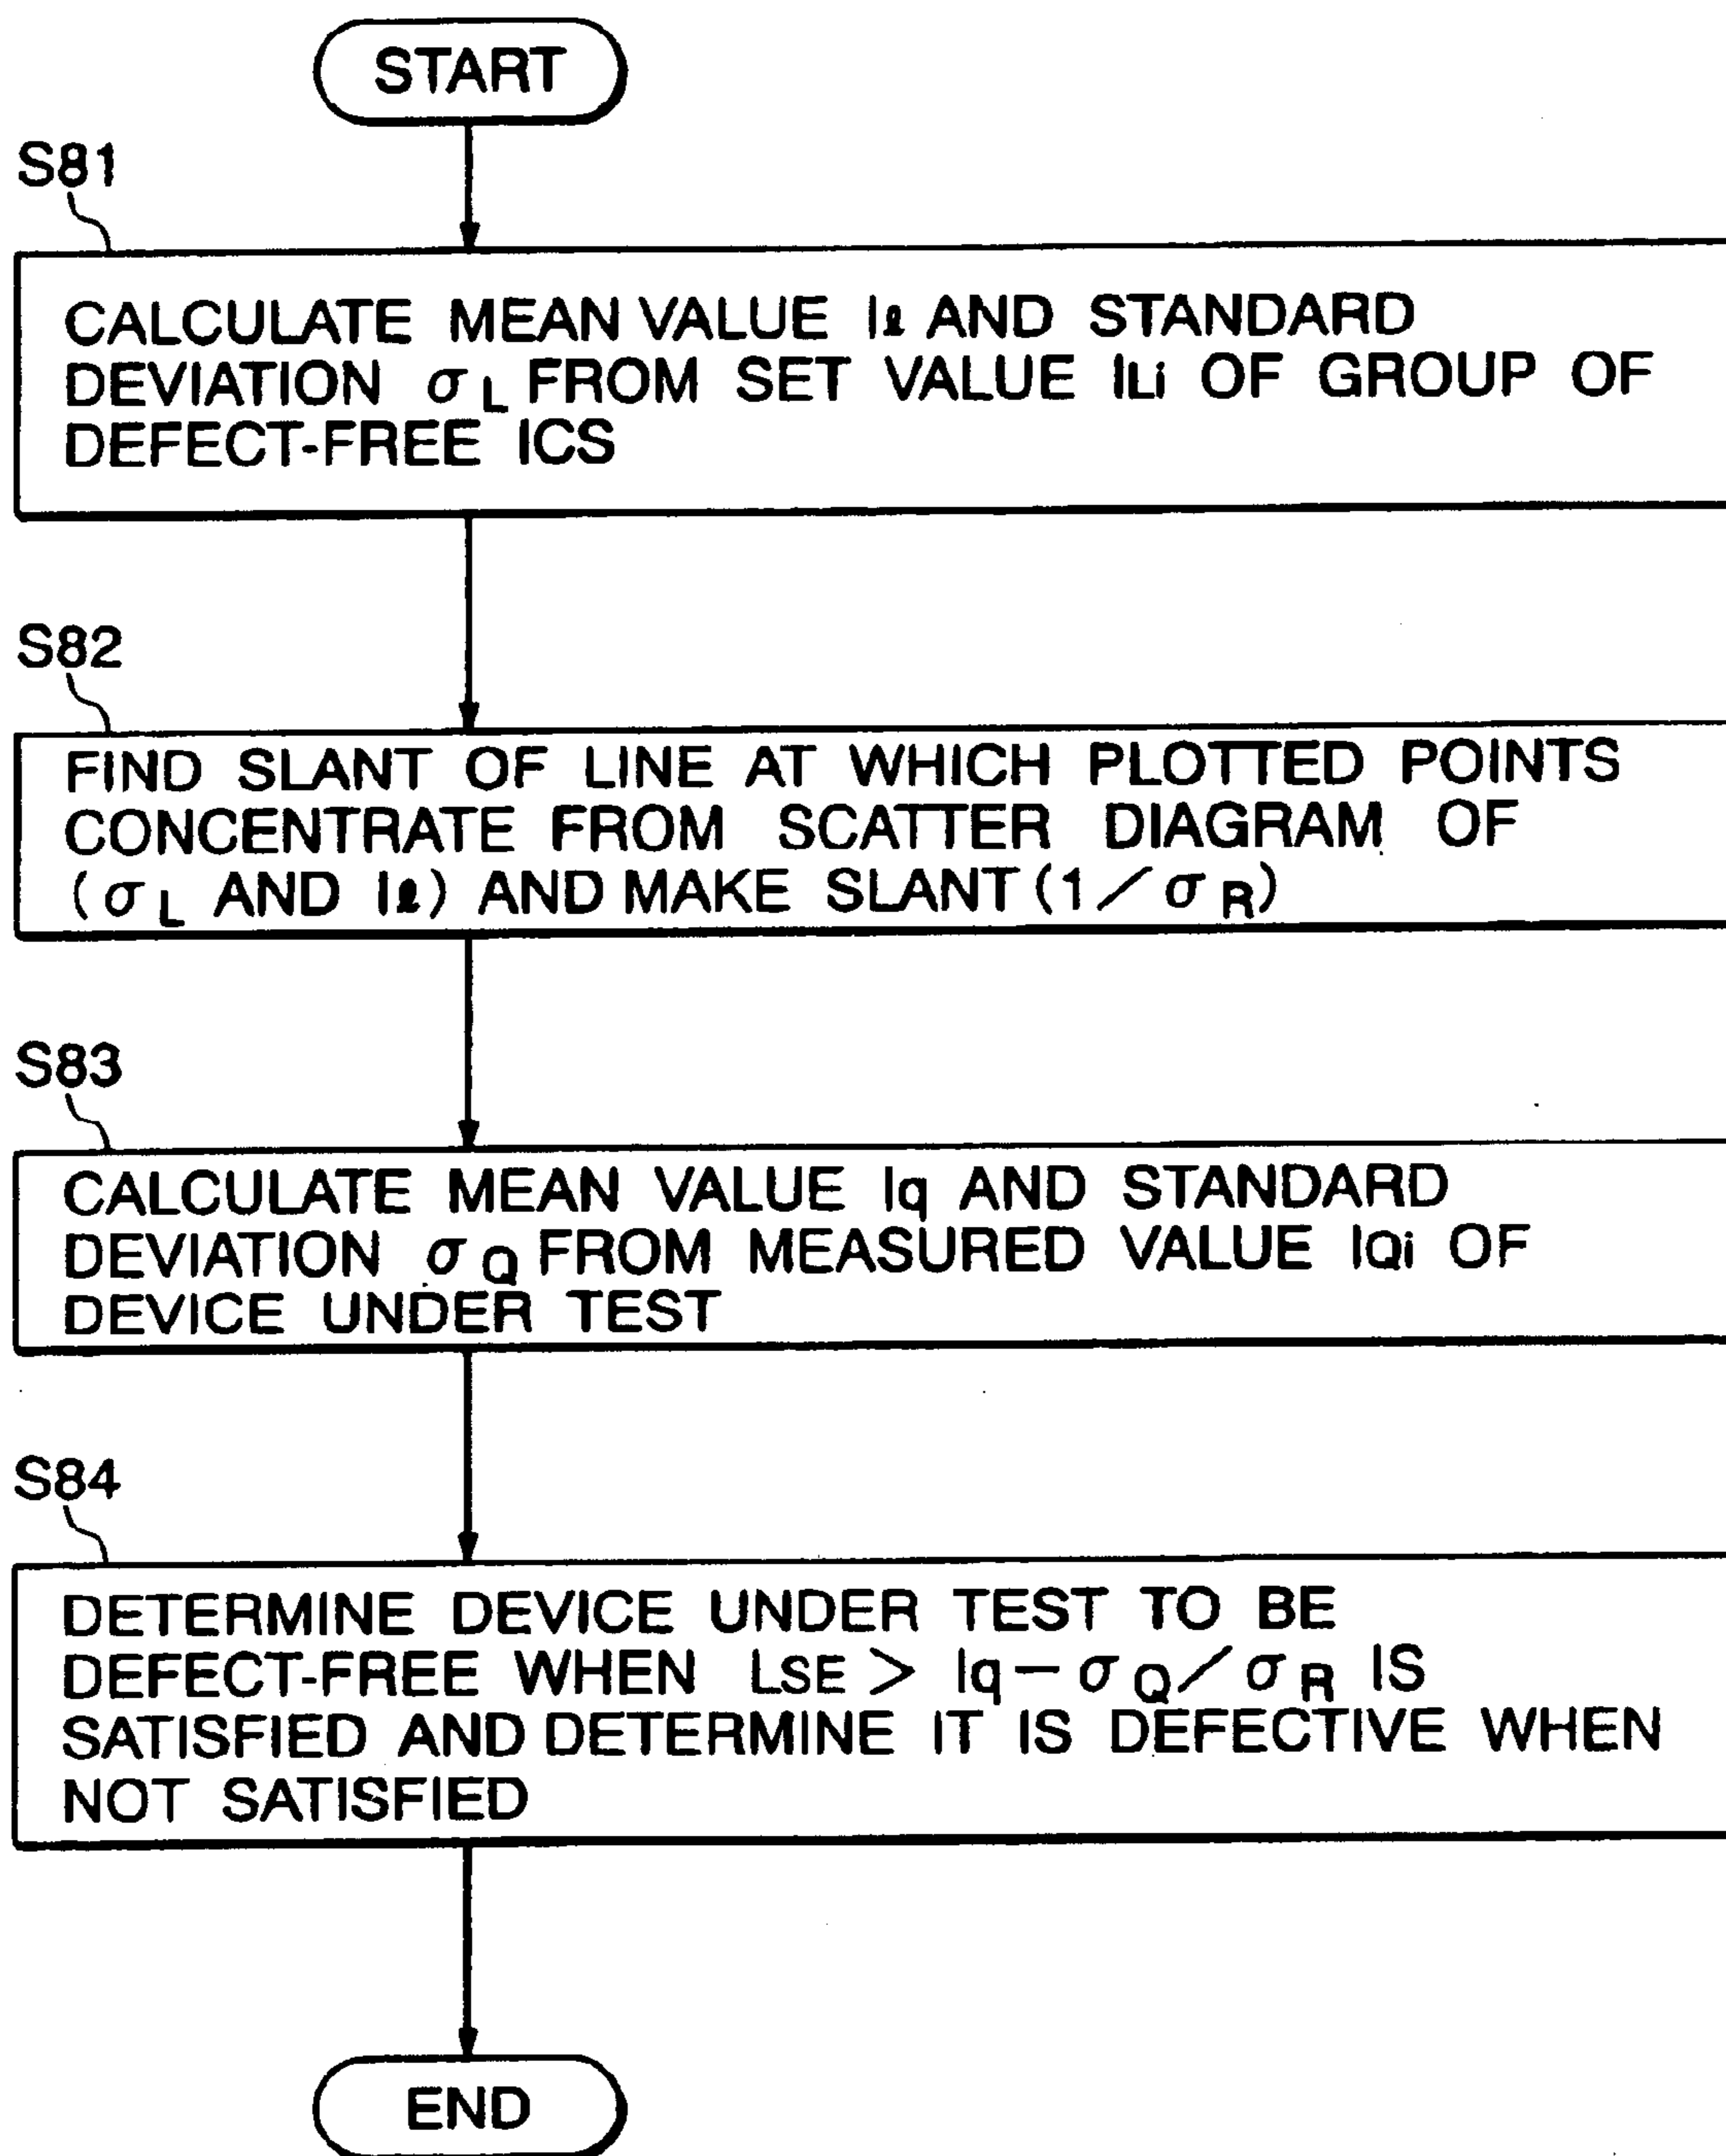 START
S81
CALCULATE MEAN VALUE Iℓ AND STANDARD
DEVIATION σL FROM SET VALUE ILi OF GROUP OF
DEFECT-FREE ICS
S82
FIND SLANT OF LINE AT WHICH PLOTTED POINTS
CONCENTRATE FROM SCATTER DIAGRAM OF
(σL AND Iℓ) AND MAKE SLANT (1/σR)
S83
CALCULATE MEAN VALUE Iq AND STANDARD
DEVIATION σQ FROM MEASURED VALUE IQi OF
DEVICE UNDER TEST
S84
DETERMINE DEVICE UNDER TEST TO BE
DEFECT-FREE WHEN LSE > Iq－σQ/σR IS
SATISFIED AND DETERMINE IT IS DEFECTIVE WHEN
NOT SATISFIED
END